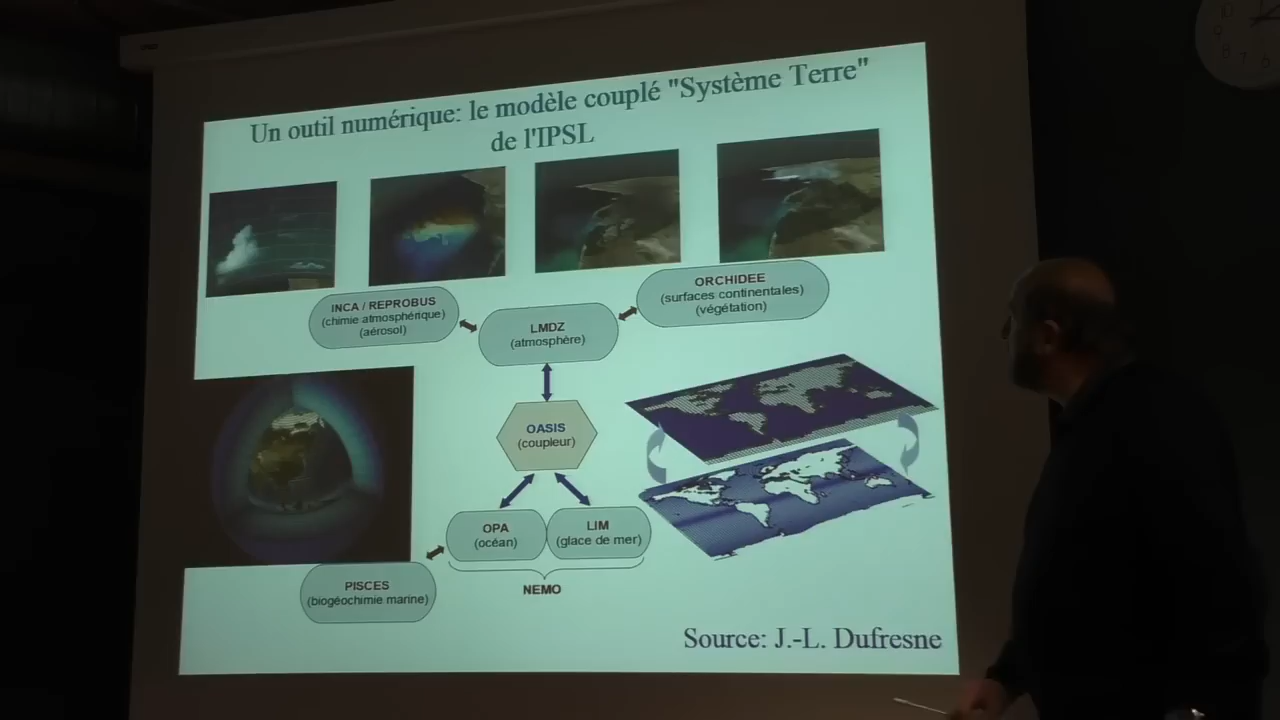 Un outil numérique: le modèle couplé "Système Terre"
de l'IPSL
INCA / REPROBUS
(chimie atmosphérique)
(aérosol)
LMDZ
(atmosphère)
ORCHIDEE
(surfaces continentales)
(végétation)
OASIS
(coupleur)
OPA
(océan)
LIM
(glace de mer)
NEMO
PISCES
(biogéochimie marine)
Source: J.-L. Dufresne